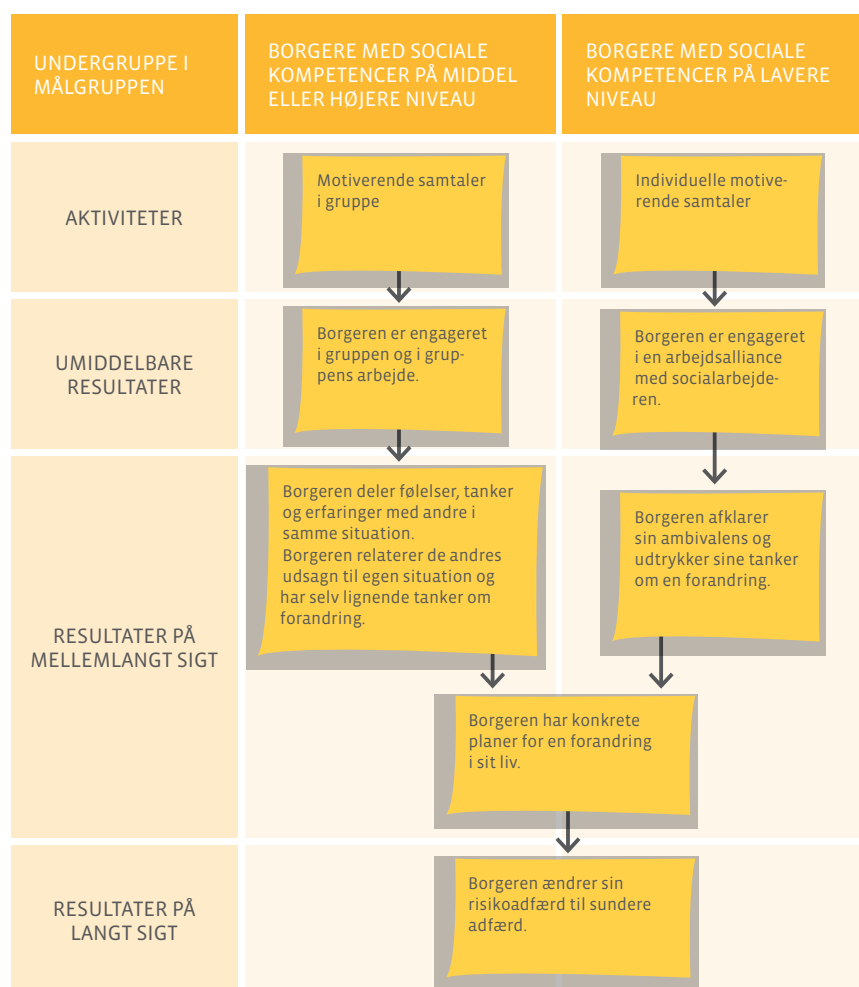 UNDERGRUPPE I
MÅLGRUPPEN
BORGERE MED SOCIALE
KOMPETENCER PÅ MIDDEL
ELLER HØJERE NIVEAU
BORGERE MED SOCIALE
KOMPETENCER PÅ LAVERE
NIVEAU
AKTIVITETER
Motiverende samtaler
i gruppe
Individuelle motive-
rende samtaler
UMIDDELBARE
RESULTATER
Borgeren er engageret
i gruppen og i grup-
pens arbejde.
Borgeren er engageret
i en arbejdsalliance
med socialarbejde-
ren.
RESULTATER PÅ
MELLEMLANGT SIGT
Borgeren deler følelser, tanker
og erfaringer med andre i
samme situation.
Borgeren relaterer de andres
udsagn til egen situation og
har selv lignende tanker om
forandring.
Borgeren afklarer
sin ambivalens og
udtrykker sine tanker
om en forandring.
Borgeren har konkrete
planer for en forandring
i sit liv.
RESULTATER PÅ
LANGT SIGT
Borgeren ændrer sin
risikoadfærd til sundere
adfærd.